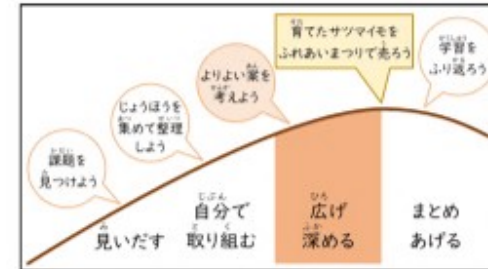 育てたサツマイモを
ふれあいまつりで売ろう
学習を
ふり返ろう
よりよい案を
考えよう
じょうほうを
集めて整理
しよう
課題を
見つけよう
見いだす
自分で
取り組む
広げ
深める
まとめ
あげる